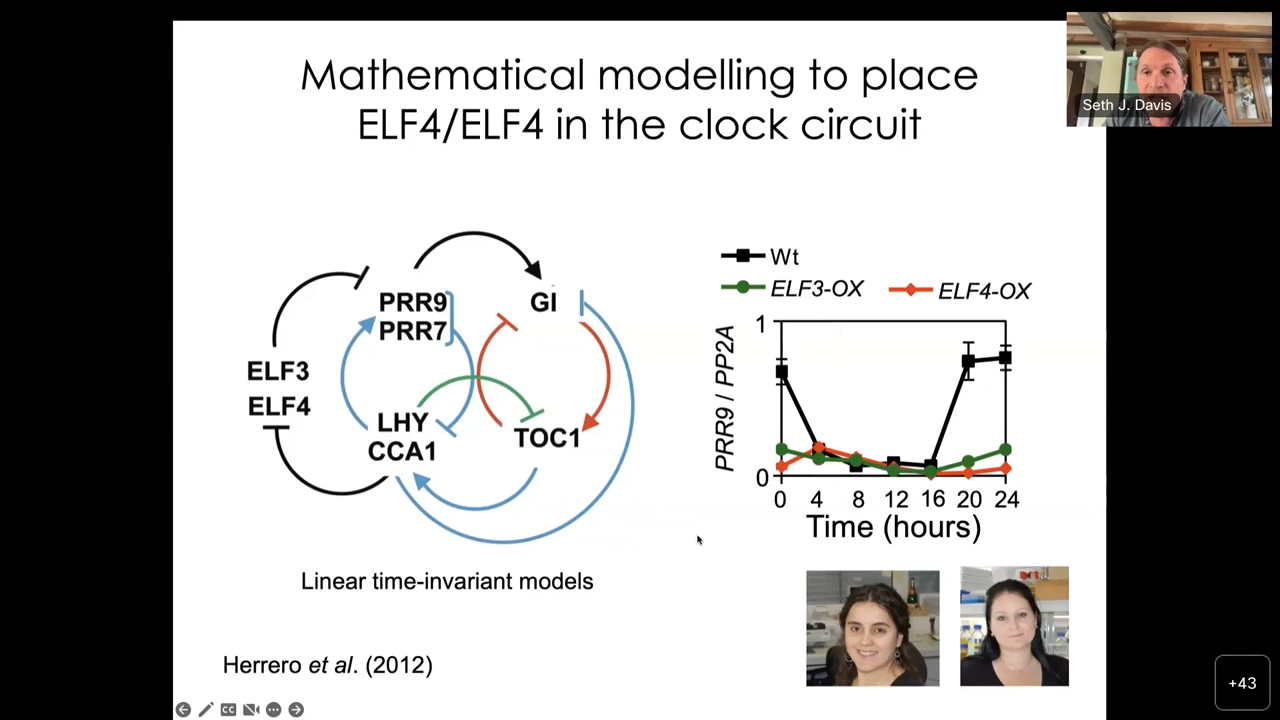 Mathematical modelling to place
ELF4/ELF4 in the clock circuit
Seth J. Davis
PRR9
PRR7
GI
ELF3
ELF4
LHY
CCA1
TOC1
Linear time-invariant models
Wt
ELF3-OX
ELF4-OX
PRR9 / PP2A
1
0
0 4 8 12 16 20 24
Time (hours)
Herrero et al. (2012)
CC
+43